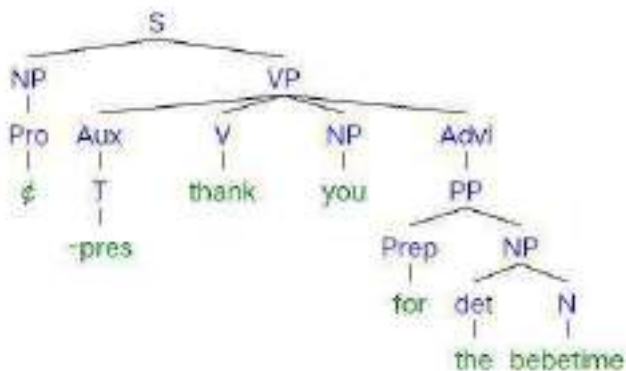 S
NP VP
Pro Aux V NP Advl
¢ T thank you PP
-pres Prep NP
for det N
the bebetime